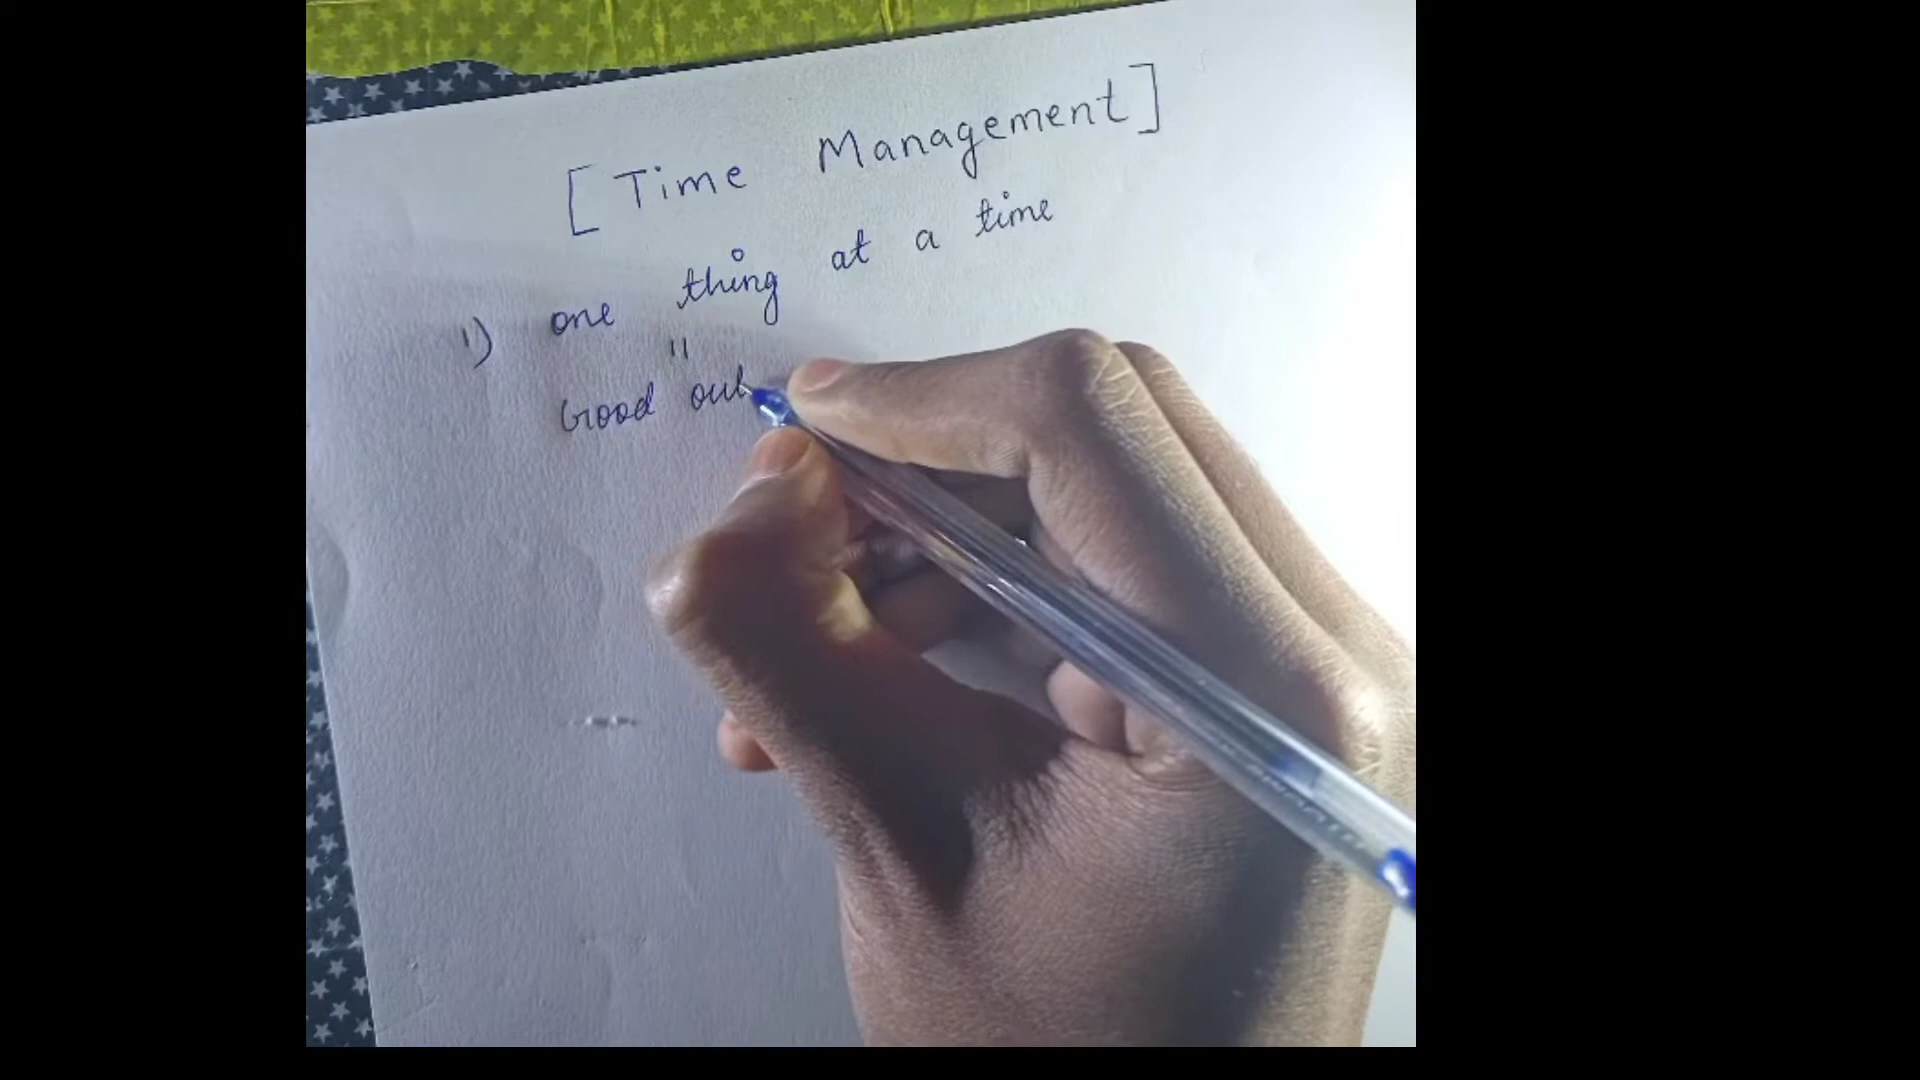 [Time Management]
1) one thing at a time
"
Good out